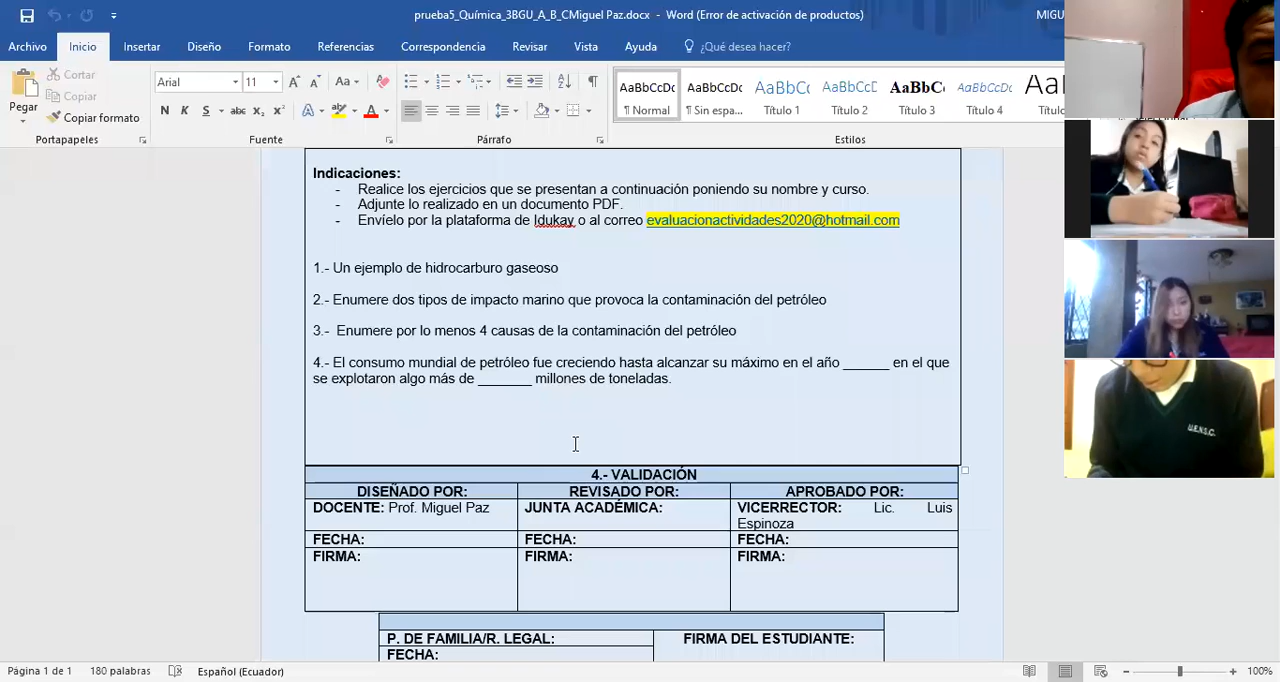 prueba5_Química_3BGU_A_B_CMiguel Paz.docx - Word (Error de activación de productos)
MIGU
Archivo Inicio Insertar Diseño Formato Referencias Correspondencia Revisar Vista Ayuda ¿Qué desea hacer?
Pegar
Cortar
Copiar
Copiar formato
Portapapeles
Arial 11
Aa
N K S abc x₂ x² A A
Fuente
Párrafo
AaBbCcDc AaBbCcDc AaBbCc AaBbCcD AaBbC AaBbCcD Aa
¶ Normal ¶ Sin espa... Título 1 Título 2 Título 3 Título 4 Título
Estilos
Indicaciones:
- Realice los ejercicios que se presentan a continuación poniendo su nombre y curso.
- Adjunte lo realizado en un documento PDF.
- Envíelo por la plataforma de Idukay o al correo evaluacionactividades2020@hotmail.com
1.- Un ejemplo de hidrocarburo gaseoso
2.- Enumere dos tipos de impacto marino que provoca la contaminación del petróleo
3.- Enumere por lo menos 4 causas de la contaminación del petróleo
4.- El consumo mundial de petróleo fue creciendo hasta alcanzar su máximo en el año ______ en el que
se explotaron algo más de _______ millones de toneladas.
4.- VALIDACIÓN
DISEÑADO POR: REVISADO POR: APROBADO POR:
DOCENTE: Prof. Miguel Paz JUNTA ACADÉMICA: VICERRECTOR: Lic. Luis
Espinoza
FECHA: FECHA: FECHA:
FIRMA: FIRMA: FIRMA:
P. DE FAMILIA/R. LEGAL: FIRMA DEL ESTUDIANTE:
FECHA:
U.E.N.S.C.
Página 1 de 1 180 palabras Español (Ecuador) 100%